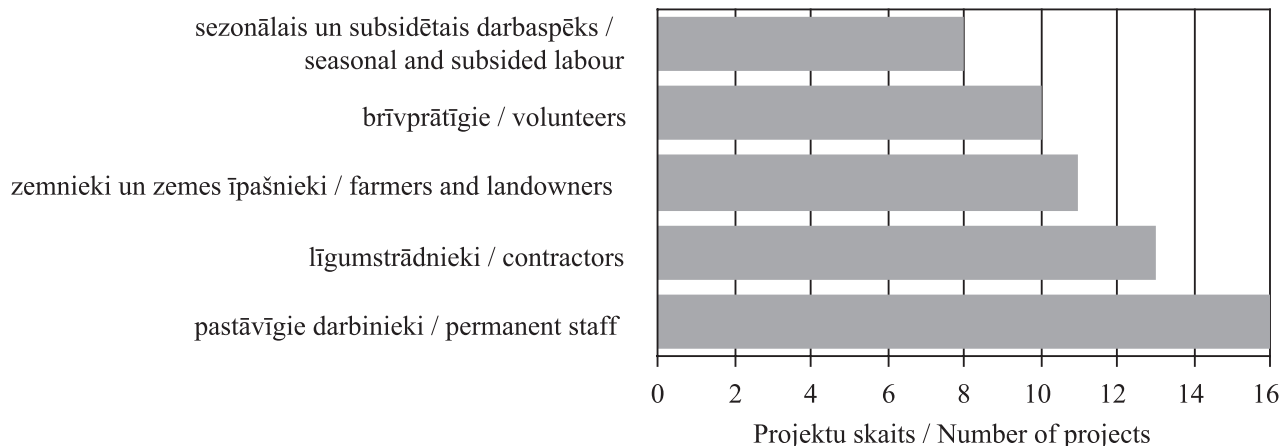 sezonālais un subsidētais darbaspēks /
seasonal and subsided labour
brīvprātīgie / volunteers
zemnieki un zemes īpašnieki / farmers and landowners
līgumstrādnieki / contractors
pastāvīgie darbinieki / permanent staff
0 2 4 6 8 10 12 14 16
Projektu skaits / Number of projects